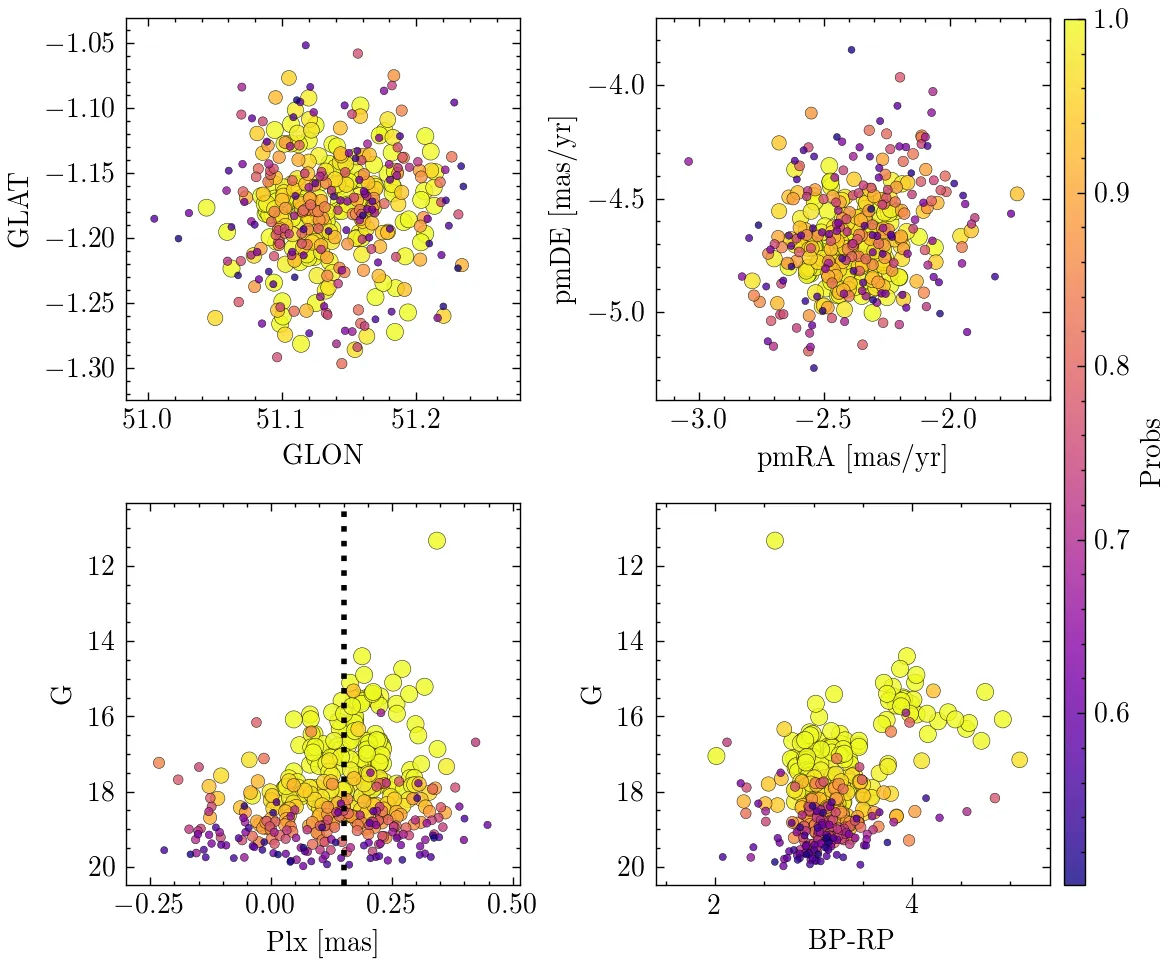 −1.05
−1.10
−1.15
−1.20
−1.25
−1.30
GLAT
51.0 51.1 51.2
GLON
−4.0
−4.5
−5.0
pmDE [mas/yr]
−3.0 −2.5 −2.0
pmRA [mas/yr]
12
14
16
18
20
G
−0.25 0.00 0.25 0.50
Plx [mas]
12
14
16
18
20
G
2 4
BP-RP
1.0
0.9
0.8
0.7
0.6
Probs